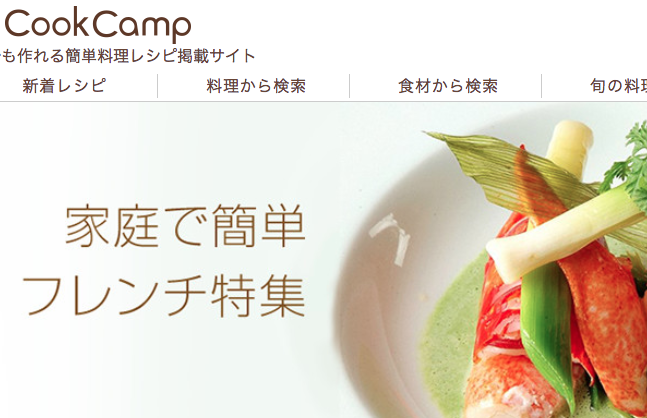 CookCamp
も作れる簡単料理レシピ掲載サイト
新着レシピ
料理から検索
食材から検索
旬の料理
家庭で簡単
フレンチ特集